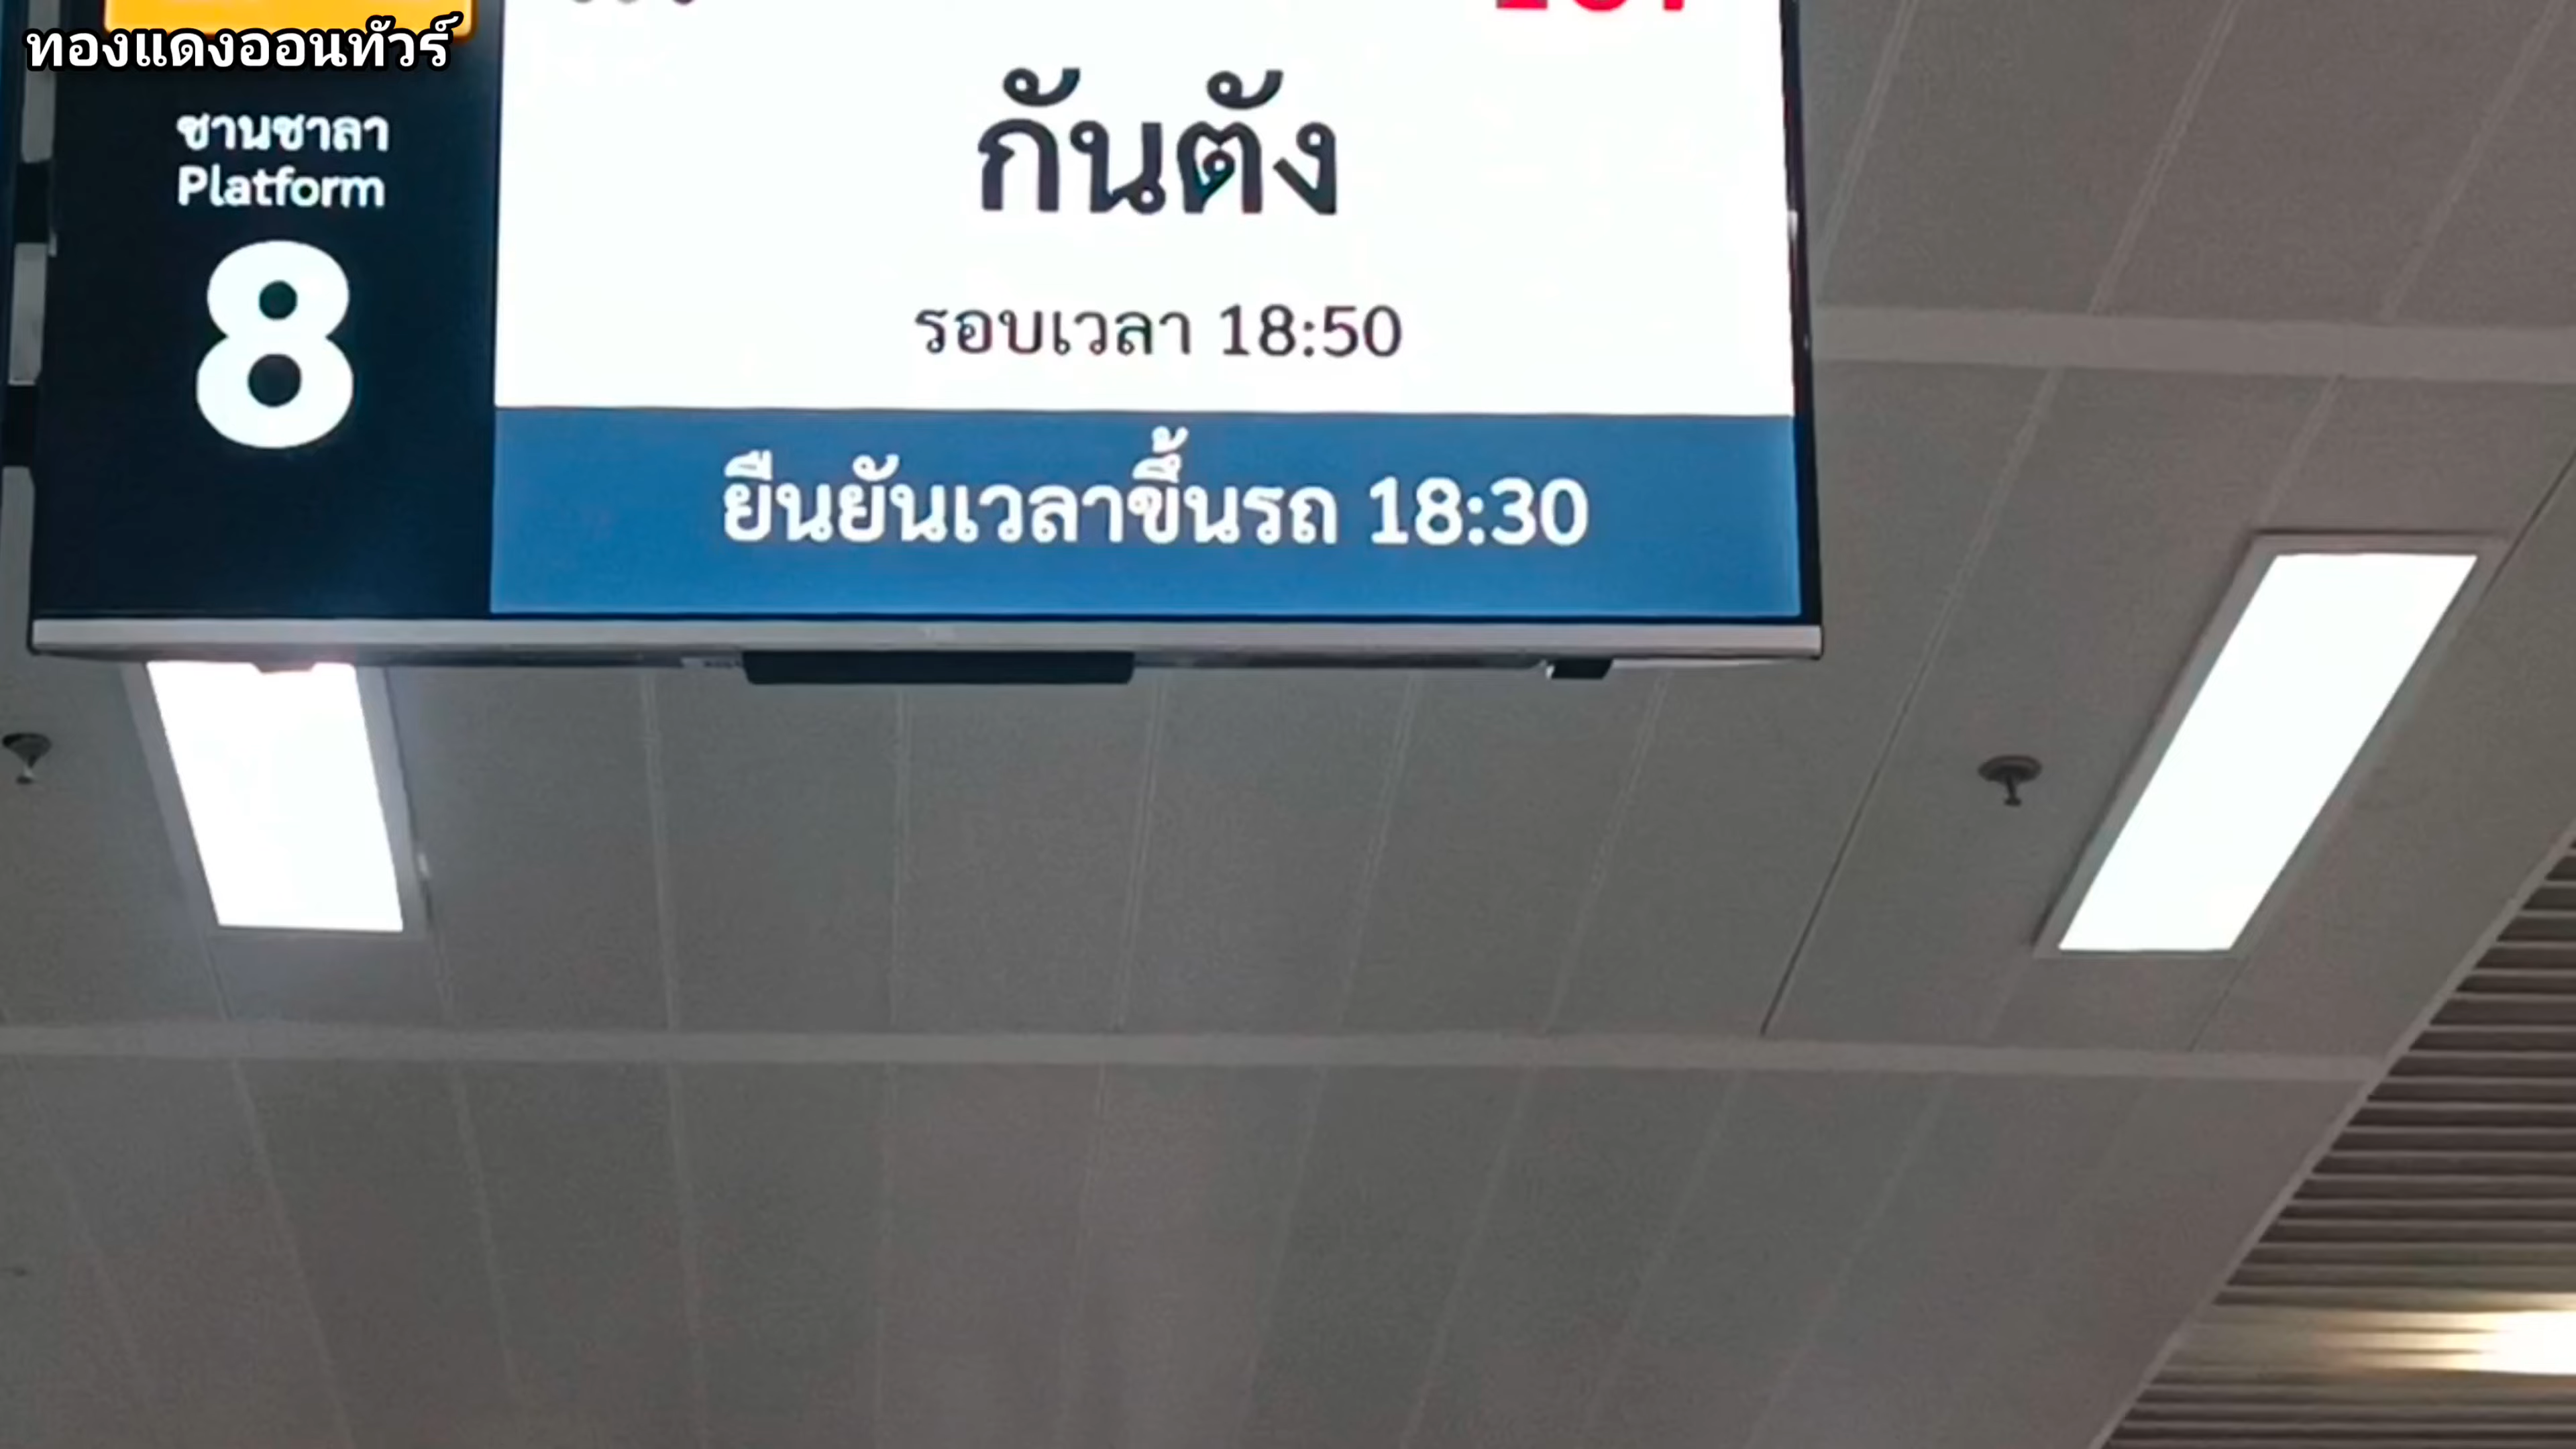 ทองแดงออนทัวร์
ชานชาลา
Platform
8
กันตัง
รอบเวลา 18:50
ยืนยันเวลาขึ้นรถ 18:30